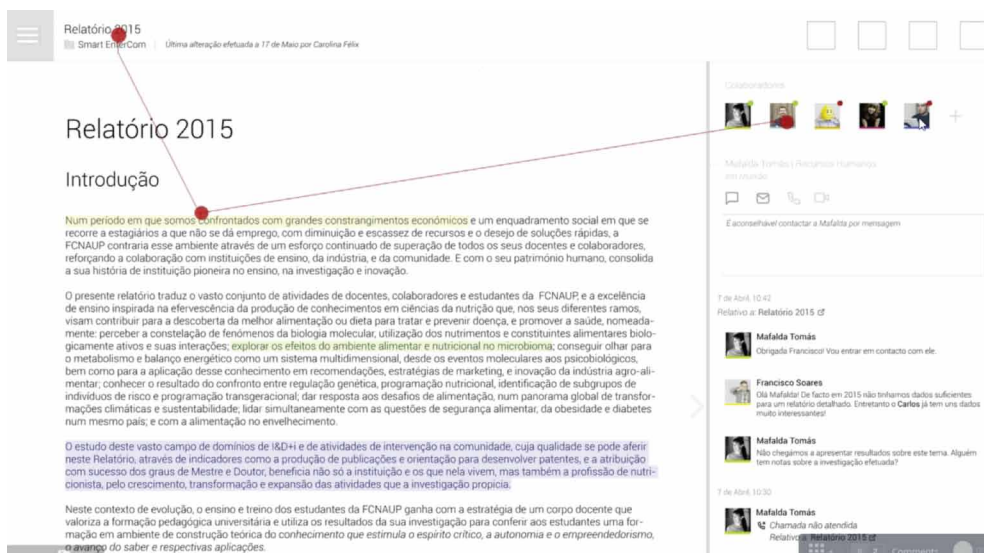 Relatório 2015
Smart EnterCom
Última alteração efetuada a 17 de Maio por Carolina Félix
Relatório 2015
Introdução
Num período em que somos confrontados com grandes constrangimentos económicos e um enquadramento social em que se
recorre a estagiários a que não se dá emprego, com diminuição e escassez de recursos e o desejo de soluções rápidas, a
FCNAUP contraria esse ambiente através de um esforço continuado de superação de todos os seus docentes e colaboradores,
reforçando a colaboração com instituições de ensino, da indústria, e da comunidade. E com o seu património humano, consolida
a sua história de instituição pioneira no ensino, na investigação e inovação.
O presente relatório traduz o vasto conjunto de atividades de docentes, colaboradores e estudantes da FCNAUP, e a excelência
de ensino inspirada na efervescência da produção de conhecimentos em ciências da nutrição que, nos seus diferentes ramos,
visam contribuir para a descoberta da melhor alimentação ou dieta para tratar e prevenir doença, e promover a saúde, nomeada-
mente: perceber a constelação de fenómenos da biologia molecular, utilização dos nutrimentos e constituintes alimentares biolo-
gicamente ativos e suas interações; explorar os efeitos do ambiente alimentar e nutricional no microbioma; conseguir olhar para
o metabolismo e balanço energético como um sistema multidimensional, desde os eventos moleculares aos psicobiológicos,
bem como para a aplicação desse conhecimento em recomendações, estratégias de marketing, e inovação da indústria agro-ali-
mentar; conhecer o resultado do confronto entre regulação genética, programação nutricional, identificação de subgrupos de
indivíduos de risco e programação transgeracional; dar resposta aos desafios de alimentação, num panorama global de transfor-
mações climáticas e sustentabilidade; lidar simultaneamente com as questões de segurança alimentar, da obesidade e diabetes
num mesmo país; e com a alimentação no envelhecimento.
O estudo deste vasto campo de domínios de I&D+i e de atividades de intervenção na comunidade, cuja qualidade se pode aferir
neste Relatório, através de indicadores como a produção de publicações e orientação para desenvolver patentes, e a atribuição
com sucesso dos graus de Mestre e Doutor, beneficia não só a instituição e os que nela vivem, mas também a profissão de nutri-
cionista, pelo crescimento, transformação e expansão das atividades que a investigação propicia.
Neste contexto de evolução, o ensino e treino dos estudantes da FCNAUP ganha com a estratégia de um corpo docente que
valoriza a formação pedagógica universitária e utiliza os resultados da sua investigação para conferir aos estudantes uma for-
mação em ambiente de construção teórica do conhecimento que estimula o espírito crítico, a autonomia e o empreendedorismo,
o avanço do saber e respectivas aplicações.
Colaboradores
Mafalda Tomás | Recursos Humanos
em reunião
É aconselhável contactar a Mafalda por mensagem
7 de Abril, 10:42
Relativo a: Relatório 2015
Mafalda Tomás
Obrigada Francisco! Vou entrar em contacto com ele.
Francisco Soares
Olá Mafalda! De facto em 2015 não tínhamos dados suficientes
para um relatório detalhado. Entretanto o Carlos já tem uns dados
muito interessantes!
Mafalda Tomás
Não chegámos a apresentar resultados sobre este tema. Alguém
tem notas sobre a investigação efetuada?
7 de Abril, 10:30
Mafalda Tomás
Chamada não atendida
Relativo a: Relatório 2015
Comments